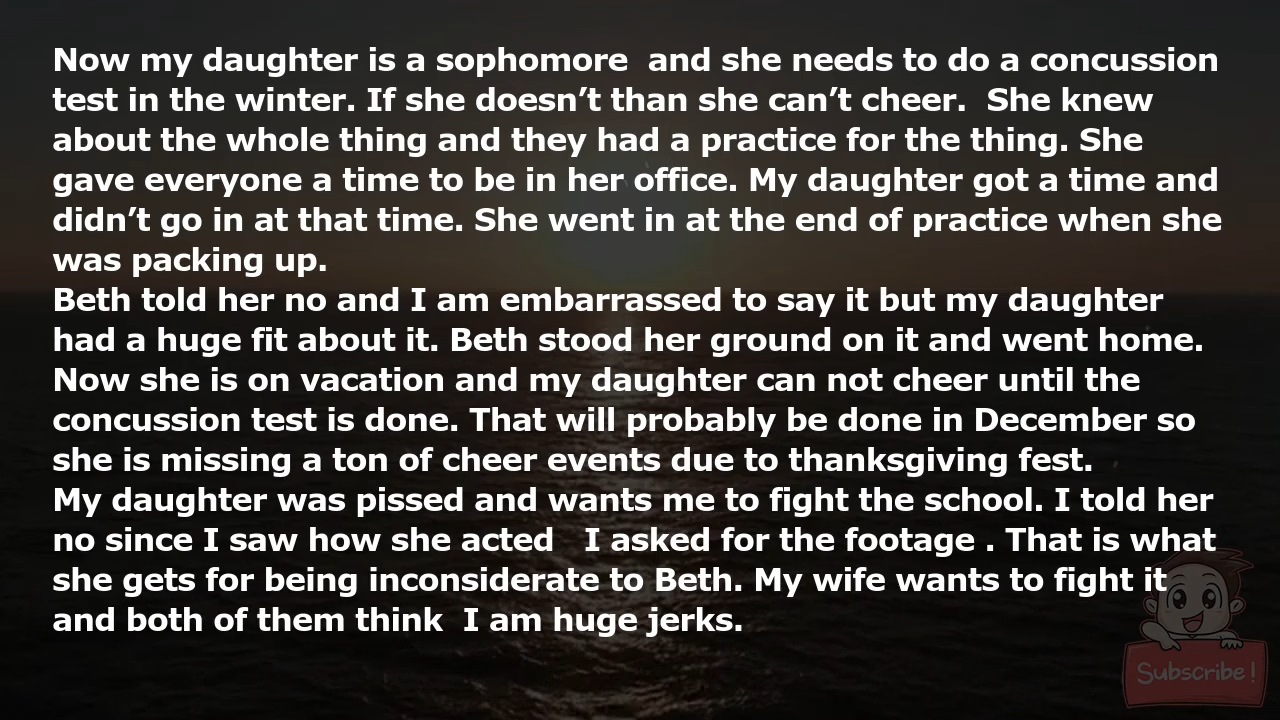 Now my daughter is a sophomore  and she needs to do a concussion
test in the winter. If she doesn’t than she can’t cheer.  She knew
about the whole thing and they had a practice for the thing. She
gave everyone a time to be in her office. My daughter got a time and
didn’t go in at that time. She went in at the end of practice when she
was packing up.
Beth told her no and I am embarrassed to say it but my daughter
had a huge fit about it. Beth stood her ground on it and went home.
Now she is on vacation and my daughter can not cheer until the
concussion test is done. That will probably be done in December so
she is missing a ton of cheer events due to thanksgiving fest.
My daughter was pissed and wants me to fight the school. I told her
no since I saw how she acted   I asked for the footage . That is what
she gets for being inconsiderate to Beth. My wife wants to fight it
and both of them think  I am huge jerks.
Subscribe!